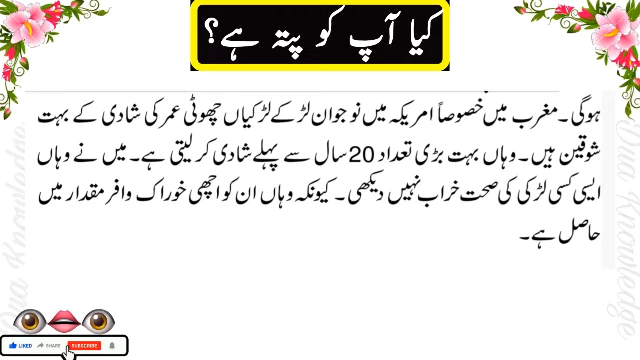 کیا آپ کو پتہ ہے؟
ہوگی۔ مغرب میں خصوصاً امریکہ میں نوجوان لڑکے لڑکیاں چھوٹی عمر کی شادی کے بہت
شوقین ہیں۔ وہاں بہت بڑی تعداد 20 سال سے پہلے شادی کر لیتی ہے۔ میں نے وہاں
ایسی کسی لڑکی کی صحت خراب نہیں دیکھی۔ کیونکہ وہاں ان کو اچھی خوراک وافر مقدار میں
حاصل ہے۔
LIKED SHARE SUBSCRIBE